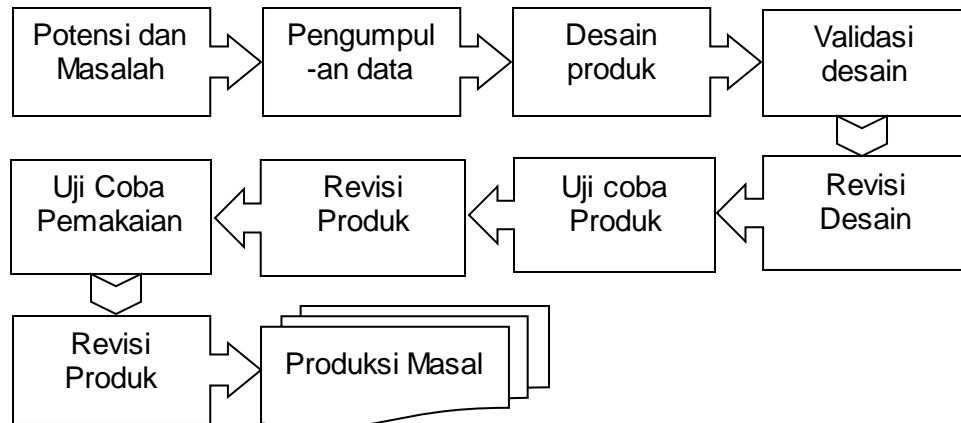 Potensi dan
Masalah
Pengumpul
-an data
Desain
produk
Validasi
desain
Revisi
Desain
Uji coba
Produk
Revisi
Produk
Uji Coba
Pemakaian
Revisi
Produk
Produksi Masal